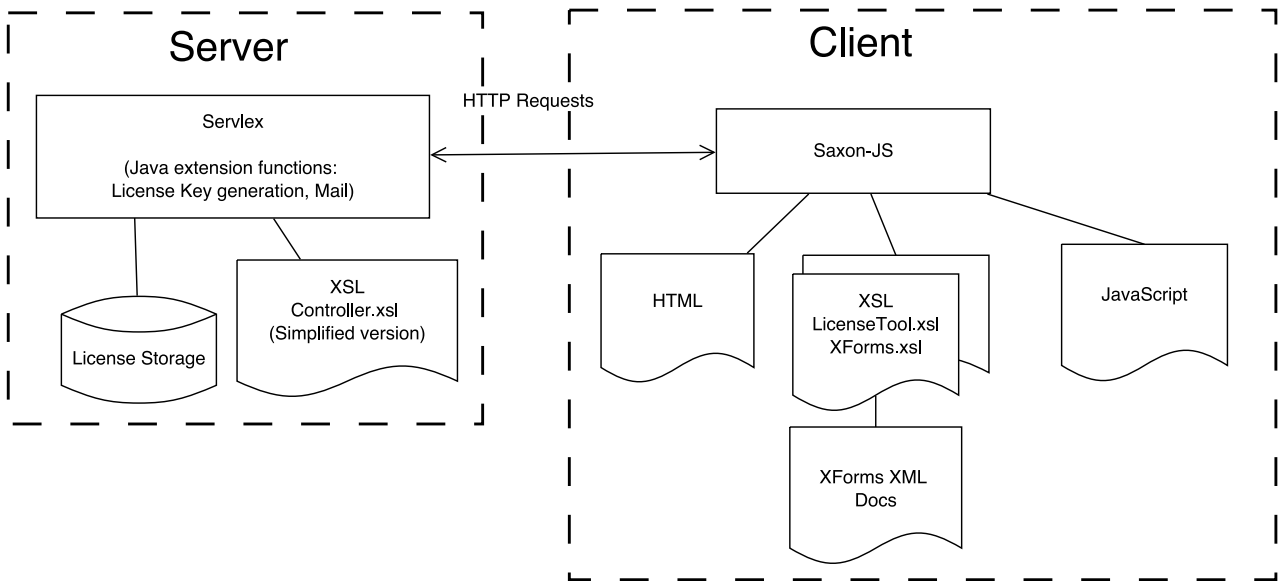 Server
Client
HTTP Requests
Servlex
(Java extension functions:
License Key generation, Mail)
Saxon-JS
License Storage
XSL
Controller.xsl
(Simplified version)
HTML
XSL
LicenseTool.xsl
XForms.xsl
JavaScript
XForms XML
Docs